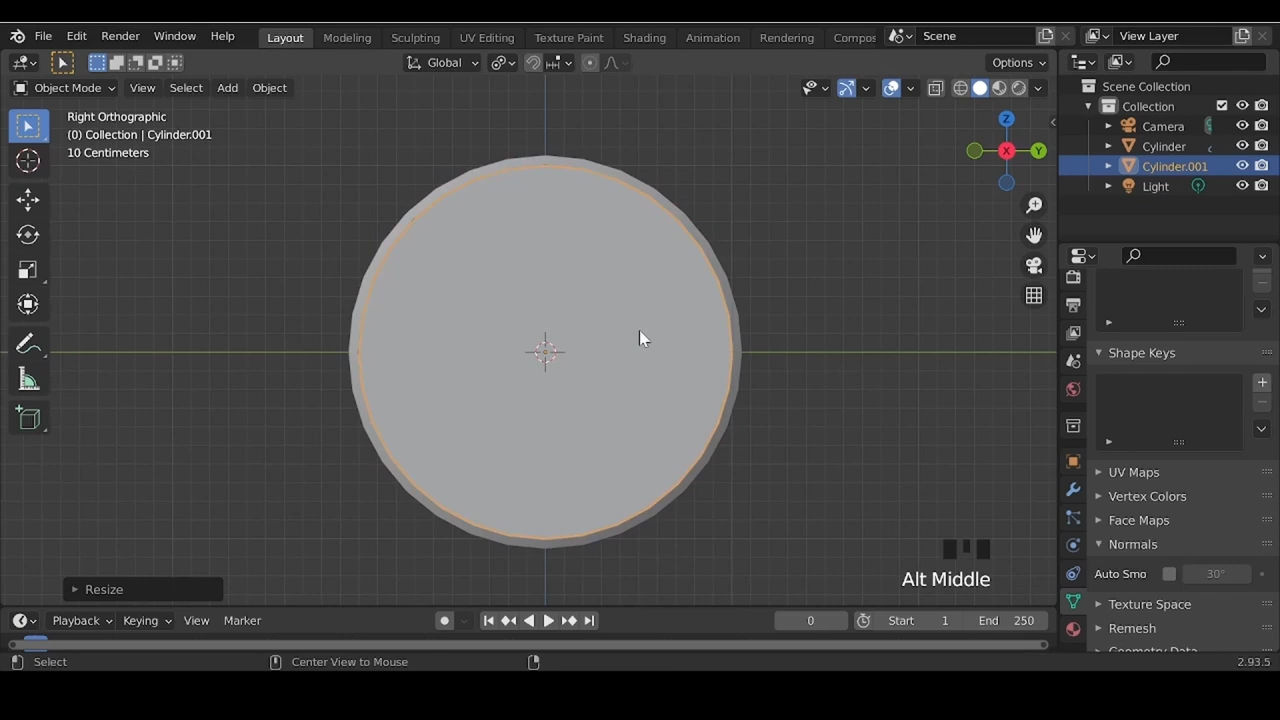 File Edit Render Window Help Layout Modeling Sculpting UV Editing Texture Paint Shading Animation Rendering Compos Scene View Layer
Global Options
Object Mode View Select Add Object
Scene Collection
Collection
Camera
Cylinder
Cylinder.001
Light
Right Orthographic
(0) Collection | Cylinder.001
10 Centimeters
Z
X
Y
Shape Keys
UV Maps
Vertex Colors
Face Maps
Normals
Auto Smo 30°
Texture Space
Remesh
Geometry Data
Alt Middle
Resize
Playback Keying View Marker 0 Start 1 End 250
Select Center View to Mouse 2.93.5